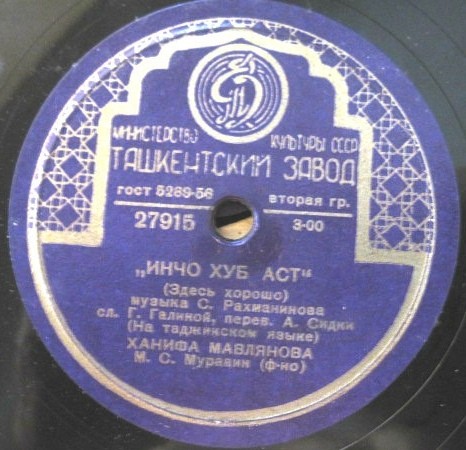 МИНИСТЕРСТВО КУЛЬТУРЫ СССР
ТАШКЕНТСКИЙ ЗАВОД
ГОСТ 5289-56 вторая гр.
27915 3-00
„ИНЧО ХУБ АСТ“
(Здесь хорошо)
музыка С. Рахманинова
сл. Г. Галиной, перев. А. Сидки
(На таджикском языке)
ХАНИФА МАВЛЯНОВА
М. С. Муравин (ф-но)